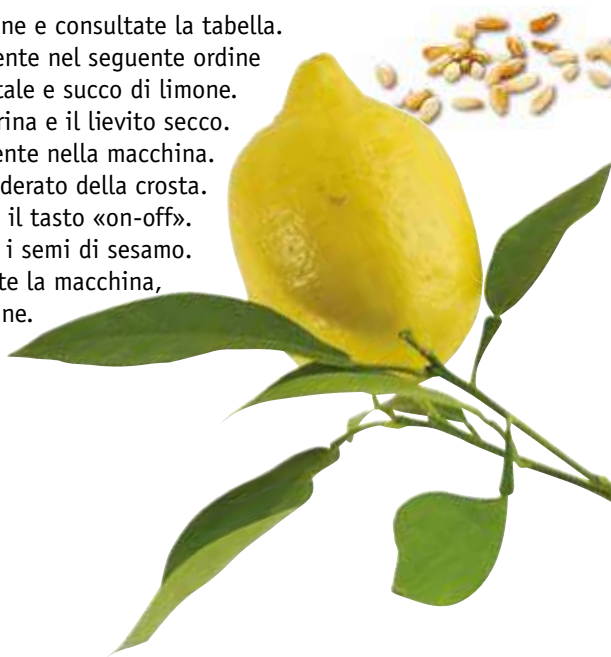 ne e consultate la tabella.
ente nel seguente ordine
tale e succo di limone.
rina e il lievito secco.
ente nella macchina.
derato della crosta.
il tasto «on-off».
i semi di sesamo.
te la macchina,
ne.